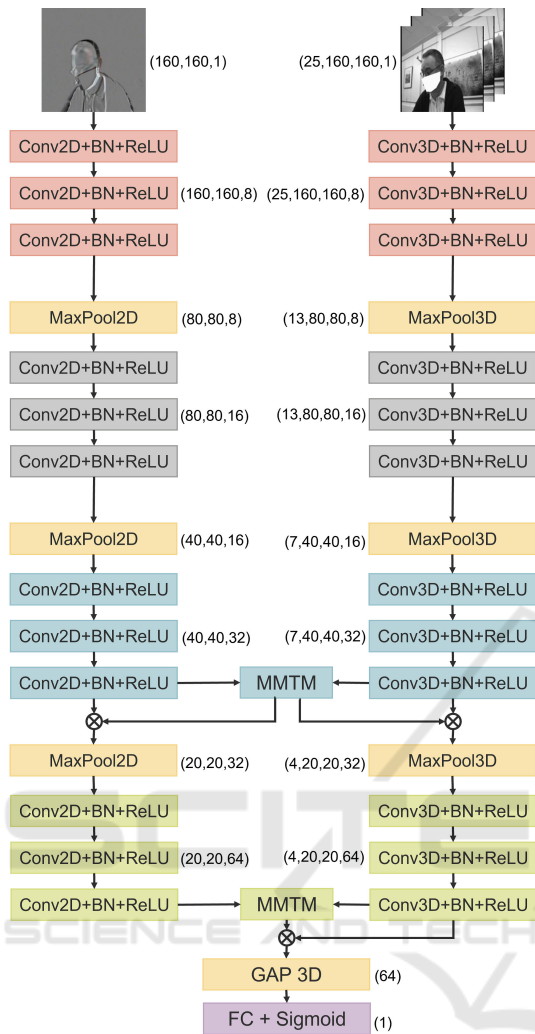 (160,160,1) (25,160,160,1)
Conv2D+BN+ReLU Conv3D+BN+ReLU
Conv2D+BN+ReLU (160,160,8) (25,160,160,8) Conv3D+BN+ReLU
Conv2D+BN+ReLU Conv3D+BN+ReLU
MaxPool2D (80,80,8) (13,80,80,8) MaxPool3D
Conv2D+BN+ReLU Conv3D+BN+ReLU
Conv2D+BN+ReLU (80,80,16) (13,80,80,16) Conv3D+BN+ReLU
Conv2D+BN+ReLU Conv3D+BN+ReLU
MaxPool2D (40,40,16) (7,40,40,16) MaxPool3D
Conv2D+BN+ReLU Conv3D+BN+ReLU
Conv2D+BN+ReLU (40,40,32) (7,40,40,32) Conv3D+BN+ReLU
Conv2D+BN+ReLU MMTM Conv3D+BN+ReLU
MaxPool2D (20,20,32) (4,20,20,32) MaxPool3D
Conv2D+BN+ReLU Conv3D+BN+ReLU
Conv2D+BN+ReLU (20,20,64) (4,20,20,64) Conv3D+BN+ReLU
Conv2D+BN+ReLU MMTM Conv3D+BN+ReLU
GAP 3D (64)
FC + Sigmoid (1)
SCITE
SCIENCE AND TECH